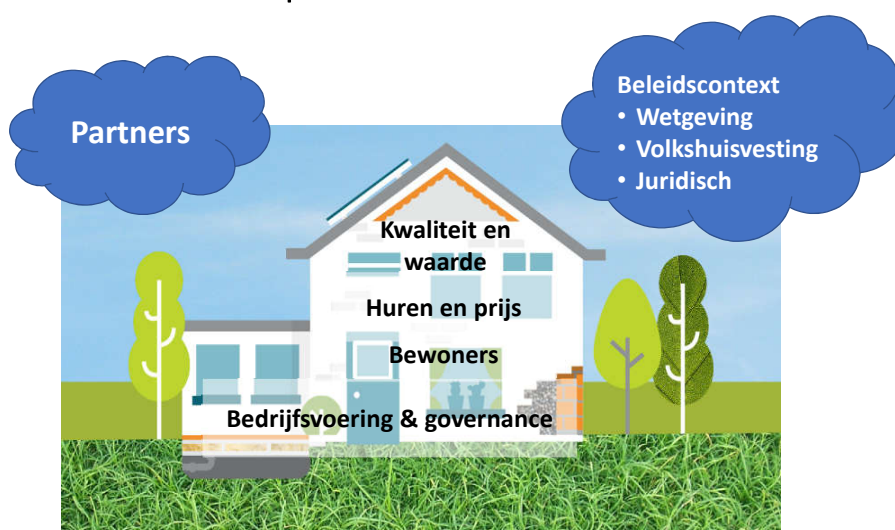 Partners
Beleidscontext
• Wetgeving
• Volkshuisvesting
• Juridisch
Kwaliteit en
waarde
Huren en prijs
Bewoners
Bedrijfsvoering & governance